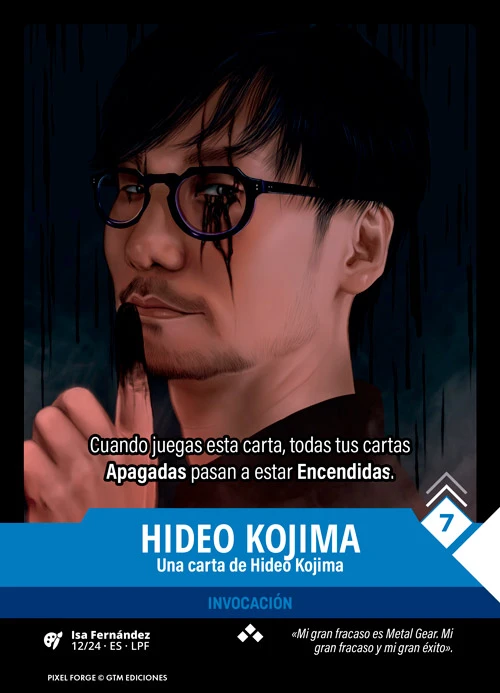 Cuando juegas esta carta, todas tus cartas
Apagadas pasan a estar Encendidas.
7
HIDEO KOJIMA
Una carta de Hideo Kojima
INVOCACIÓN
Isa Fernández
12/24 · ES · LPF
«Mi gran fracaso es Metal Gear. Mi
gran fracaso y mi gran éxito».
PIXEL FORGE © GTM EDICIONES